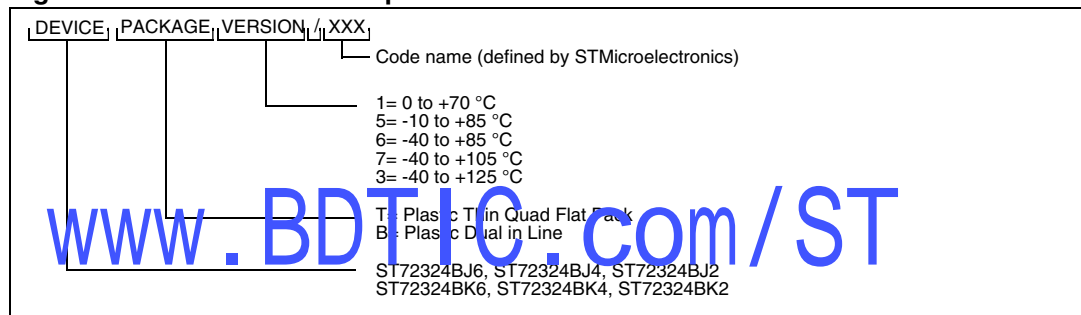 DEVICE PACKAGE VERSION / XXX
Code name (defined by STMicroelectronics)
1= 0 to +70 °C
5= -10 to +85 °C
6= -40 to +85 °C
7= -40 to +105 °C
3= -40 to +125 °C
T= Plastic Thin Quad Flat Pack
B= Plastic Dual in Line
www.BDTIC.com/ST
ST72324BJ6, ST72324BJ4, ST72324BJ2
ST72324BK6, ST72324BK4, ST72324BK2